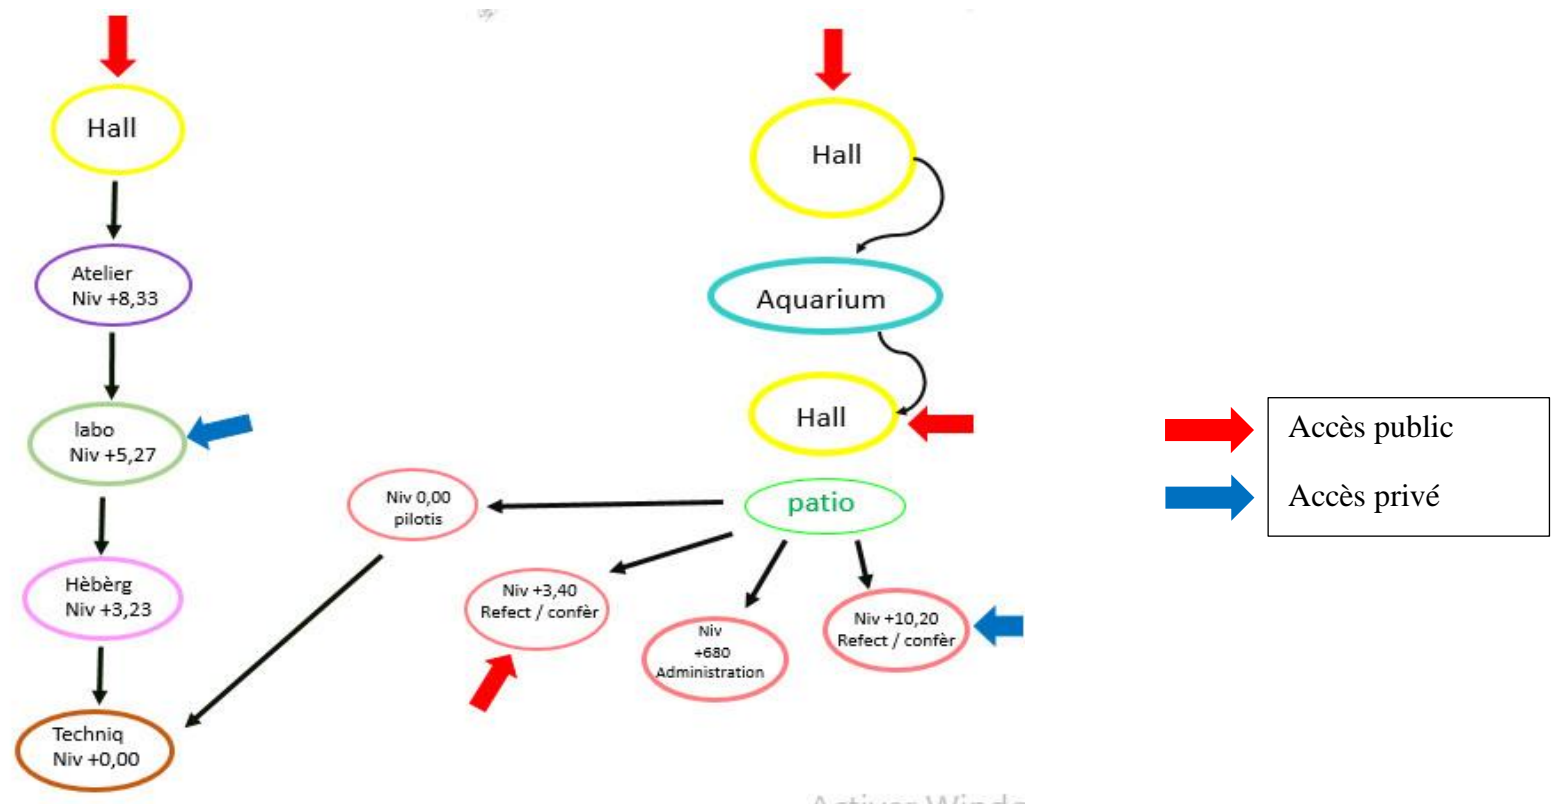 Hall
Atelier
Niv +8,33
labo
Niv +5,27
Hèbèrg
Niv +3,23
Techniq
Niv +0,00
Hall
Aquarium
Hall
patio
Niv 0,00
pilotis
Niv +3,40
Refect / confèr
Niv
+680
Administration
Niv +10,20
Refect / confèr
Accès public
Accès privé